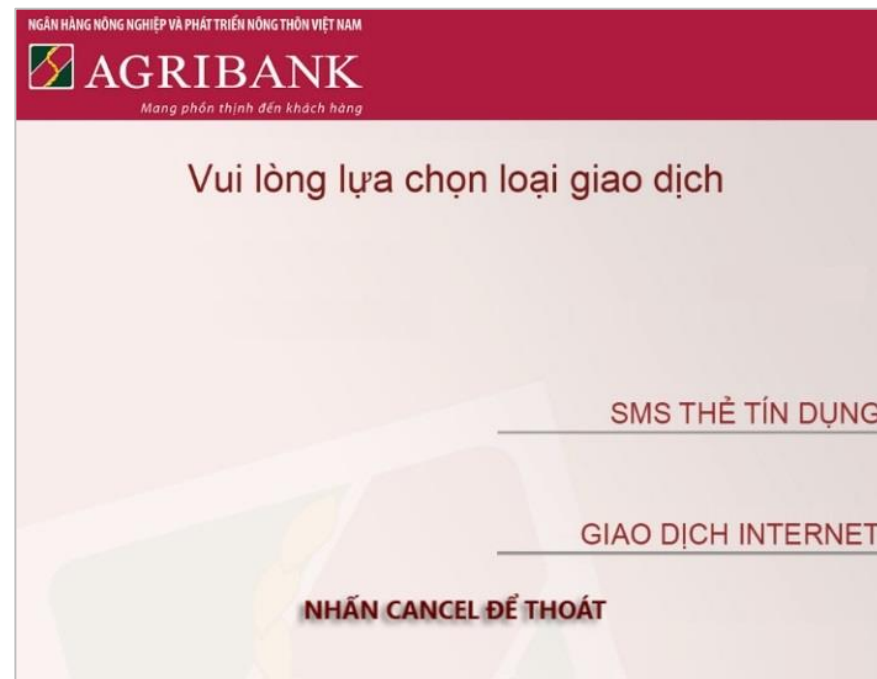 NGÂN HÀNG NÔNG NGHIỆP VÀ PHÁT TRIỂN NÔNG THÔN VIỆT NAM
AGRIBANK
Mang phồn thịnh đến khách hàng
Vui lòng lựa chọn loại giao dịch
SMS THẺ TÍN DỤNG
GIAO DỊCH INTERNET
NHẤN CANCEL ĐỂ THOÁT